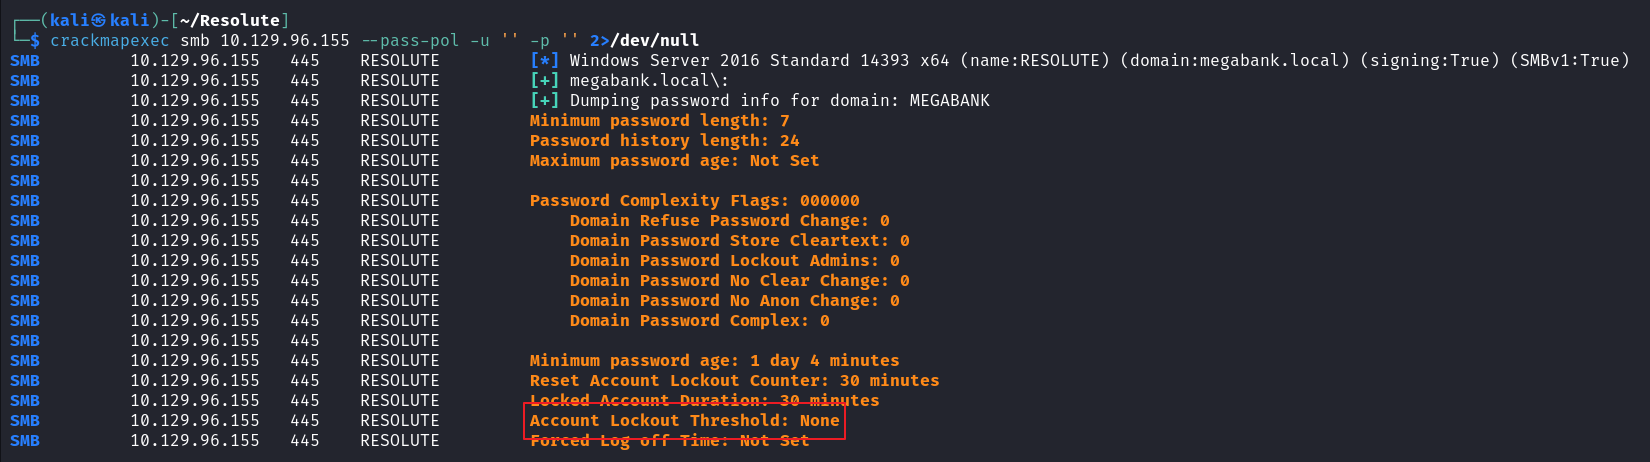 ┌──(kali㉿kali)-[~/Resolute]
└─$ crackmapexec smb 10.129.96.155 --pass-pol -u '' -p '' 2>/dev/null
SMB 10.129.96.155 445 RESOLUTE [*] Windows Server 2016 Standard 14393 x64 (name:RESOLUTE) (domain:megabank.local) (signing:True) (SMBv1:True)
SMB 10.129.96.155 445 RESOLUTE [+] megabank.local\:
SMB 10.129.96.155 445 RESOLUTE [+] Dumping password info for domain: MEGABANK
SMB 10.129.96.155 445 RESOLUTE Minimum password length: 7
SMB 10.129.96.155 445 RESOLUTE Password history length: 24
SMB 10.129.96.155 445 RESOLUTE Maximum password age: Not Set
SMB 10.129.96.155 445 RESOLUTE
SMB 10.129.96.155 445 RESOLUTE Password Complexity Flags: 000000
SMB 10.129.96.155 445 RESOLUTE Domain Refuse Password Change: 0
SMB 10.129.96.155 445 RESOLUTE Domain Password Store Cleartext: 0
SMB 10.129.96.155 445 RESOLUTE Domain Password Lockout Admins: 0
SMB 10.129.96.155 445 RESOLUTE Domain Password No Clear Change: 0
SMB 10.129.96.155 445 RESOLUTE Domain Password No Anon Change: 0
SMB 10.129.96.155 445 RESOLUTE Domain Password Complex: 0
SMB 10.129.96.155 445 RESOLUTE
SMB 10.129.96.155 445 RESOLUTE Minimum password age: 1 day 4 minutes
SMB 10.129.96.155 445 RESOLUTE Reset Account Lockout Counter: 30 minutes
SMB 10.129.96.155 445 RESOLUTE Locked Account Duration: 30 minutes
SMB 10.129.96.155 445 RESOLUTE Account Lockout Threshold: None
SMB 10.129.96.155 445 RESOLUTE Forced Log off Time: Not Set